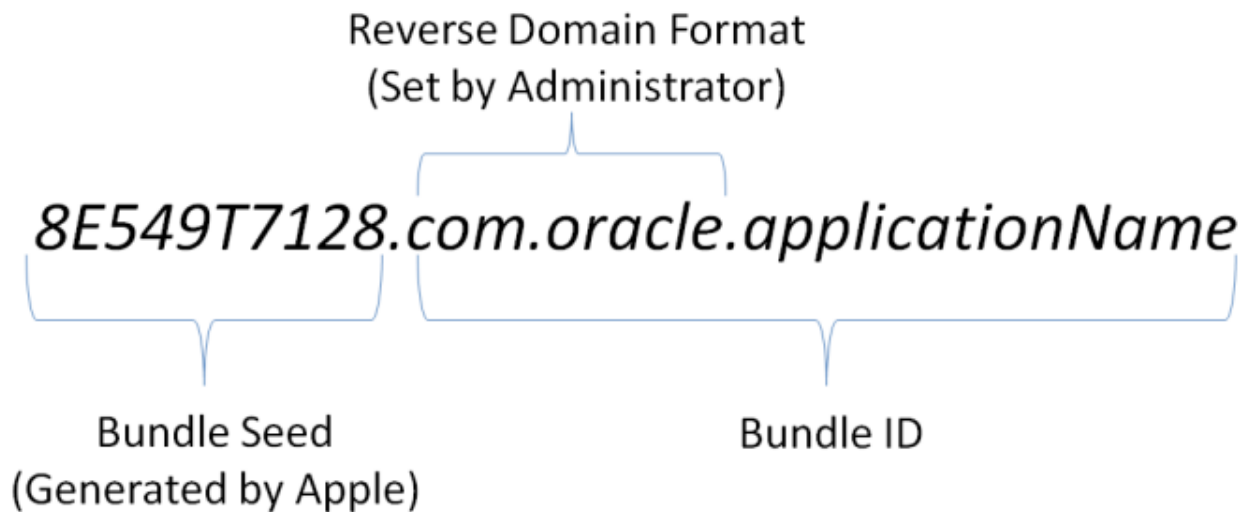 Reverse Domain Format
(Set by Administrator)
8E549T7128.com.oracle.applicationName
Bundle Seed
(Generated by Apple)
Bundle ID